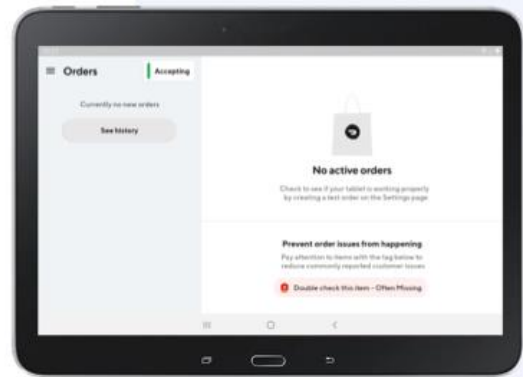 Orders
Accepting
Currently no new orders
See history
No active orders
Check to see if your tablet is working properly
by creating a test order on the Settings page
Prevent order issues from happening
Pay attention to items with the tag below to
reduce commonly reported customer issues
Double check this item - Often Missing